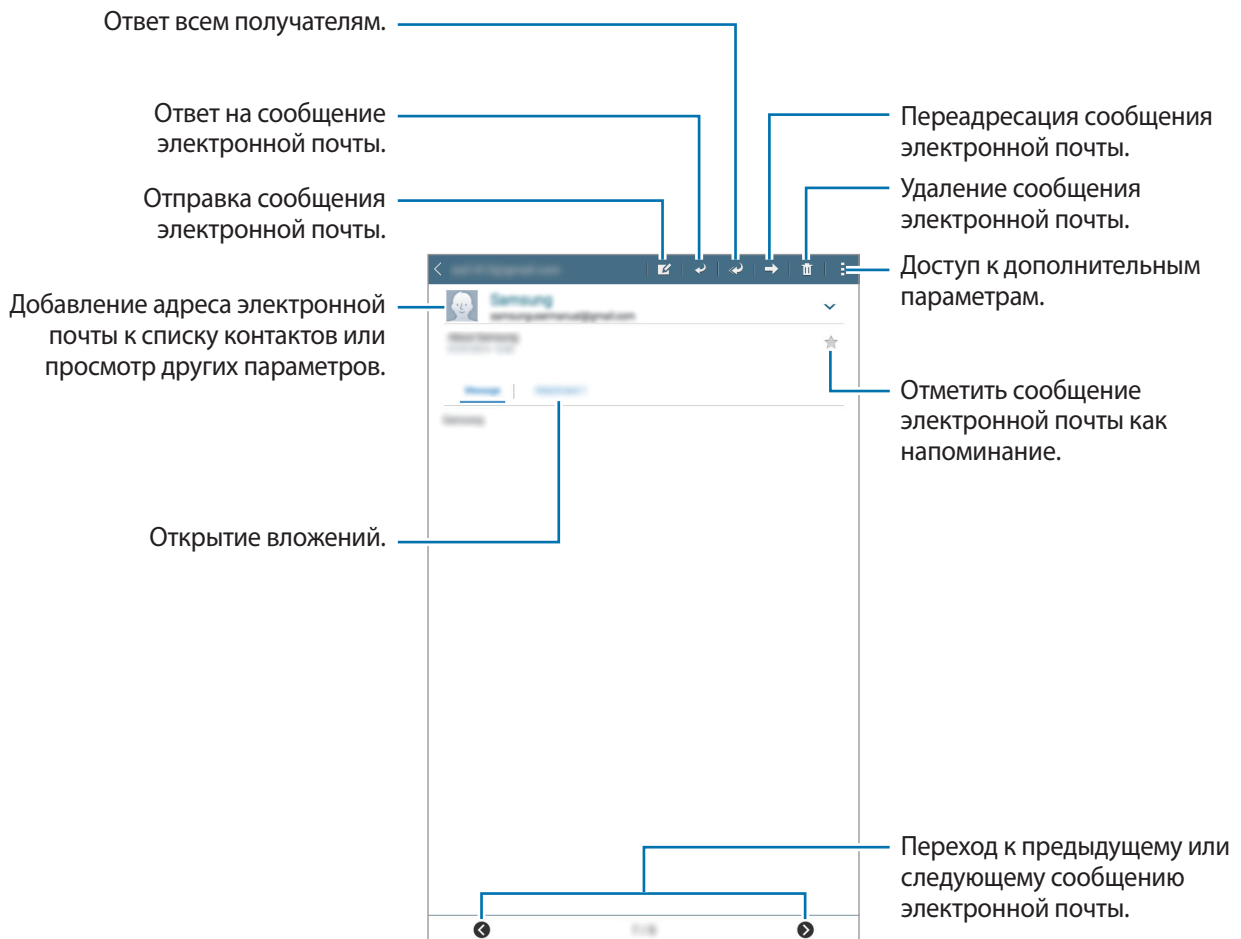 Ответ всем получателям.
Ответ на сообщение
электронной почты.
Отправка сообщения
электронной почты.
Добавление адреса электронной
почты к списку контактов или
просмотр других параметров.
Открытие вложений.
Переадресация сообщения
электронной почты.
Удаление сообщения
электронной почты.
Доступ к дополнительным
параметрам.
Отметить сообщение
электронной почты как
напоминание.
Переход к предыдущему или
следующему сообщению
электронной почты.
Samsung
Message
Samsung